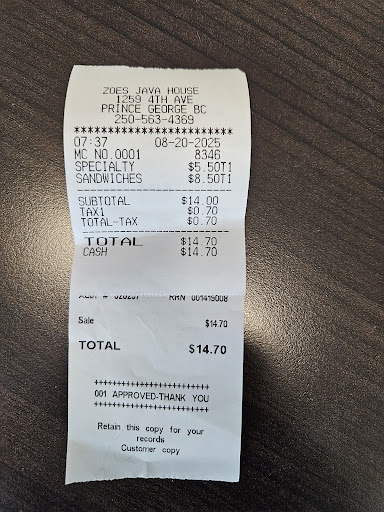 ZOES JAVA HOUSE
1259 4TH AVE
PRINCE GEORGE BC
250-563-4369
************************
07:37 08-20-2025
MC NO.0001 8346
SPECIALTY $5.50T1
SANDWICHES $8.50T1
--------------------------------
SUBTOTAL $14.00
TAX1 $0.70
TOTAL-TAX $0.70
--------------------------------
TOTAL $14.70
CASH $14.70
RRN 001419008
Sale $14.70
TOTAL $14.70
++++++++++++++++++++++++
001 APPROVED-THANK YOU
++++++++++++++++++++++++
Retain this copy for your
records
Customer copy